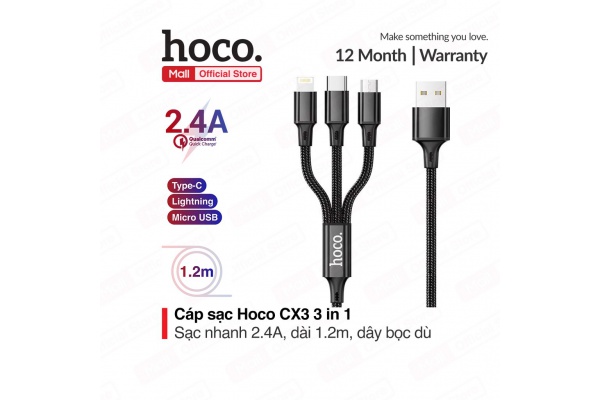 hoco.
Mall | Official Store
Make something you love.
12 Month | Warranty
2.4A
Qualcomm
Quick Charge
Type-C
Lightning
Micro USB
1.2m
hoco.
Cáp sạc Hoco CX3 3 in 1
Sạc nhanh 2.4A, dài 1.2m, dây bọc dù